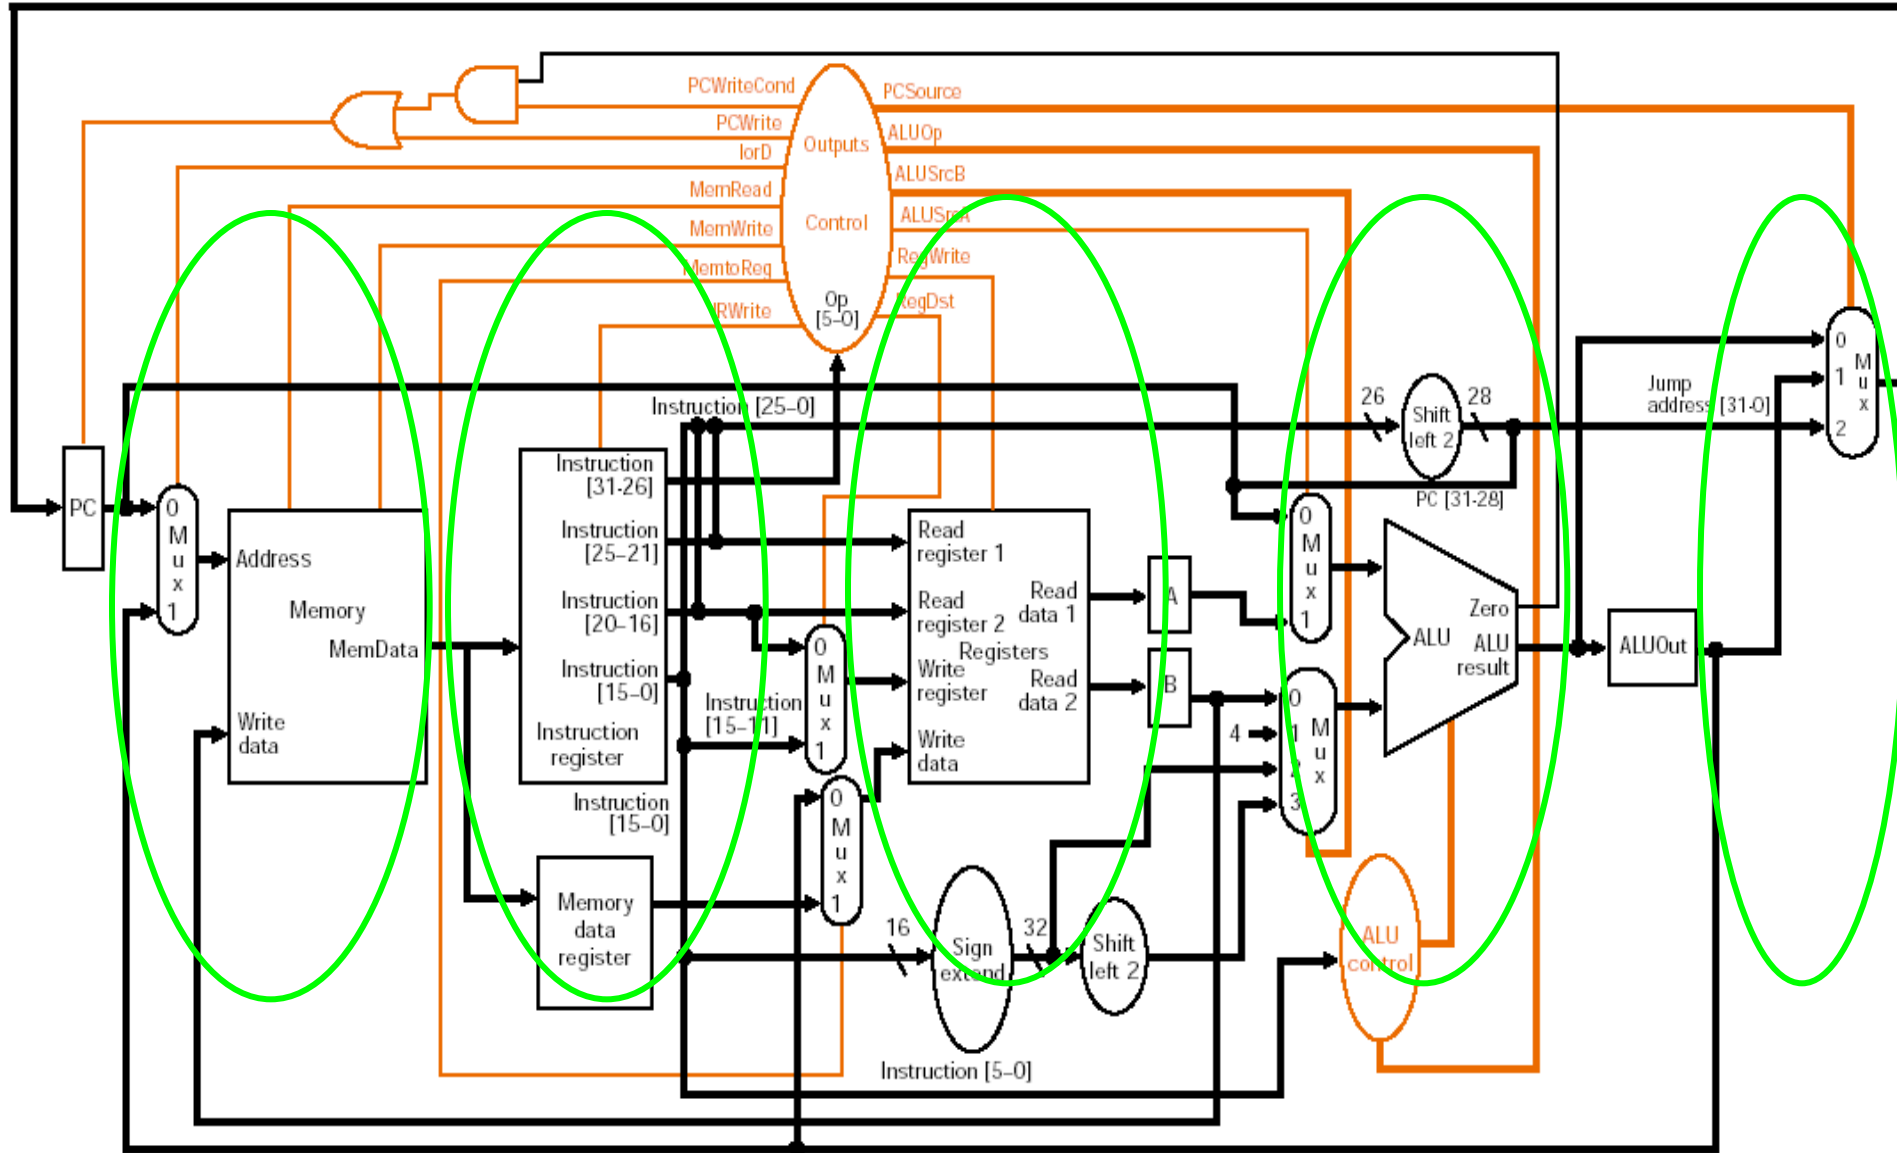 PCWriteCond
PCWrite
IorD
MemRead
MemWrite
MemtoReg
IRWrite
PCSource
ALUOp
ALUSrcB
ALUSrcA
RegWrite
RegDst
Outputs
Control
Op
[5–0]
PC
0
M
u
x
1
Address
Memory
MemData
Write
data
Instruction [25–0]
Instruction
[31-26]
Instruction
[25–21]
Instruction
[20–16]
Instruction
[15–0]
Instruction
register
Instruction
[15–0]
Memory
data
register
Instruction
[15–11]
0
M
u
x
1
0
M
u
x
1
Read
register 1
Read
register 2
Registers
Write
register
Write
data
Read
data 1
Read
data 2
16
Sign
extend
32
Shift
left 2
Instruction [5–0]
A
B
4
0
M
u
x
1
0
1
2
3
M
u
x
26
Shift
left 2
28
PC [31-28]
Zero
ALU
ALU
result
ALU
control
ALUOut
Jump
address [31-0]
0
1
2
M
u
x